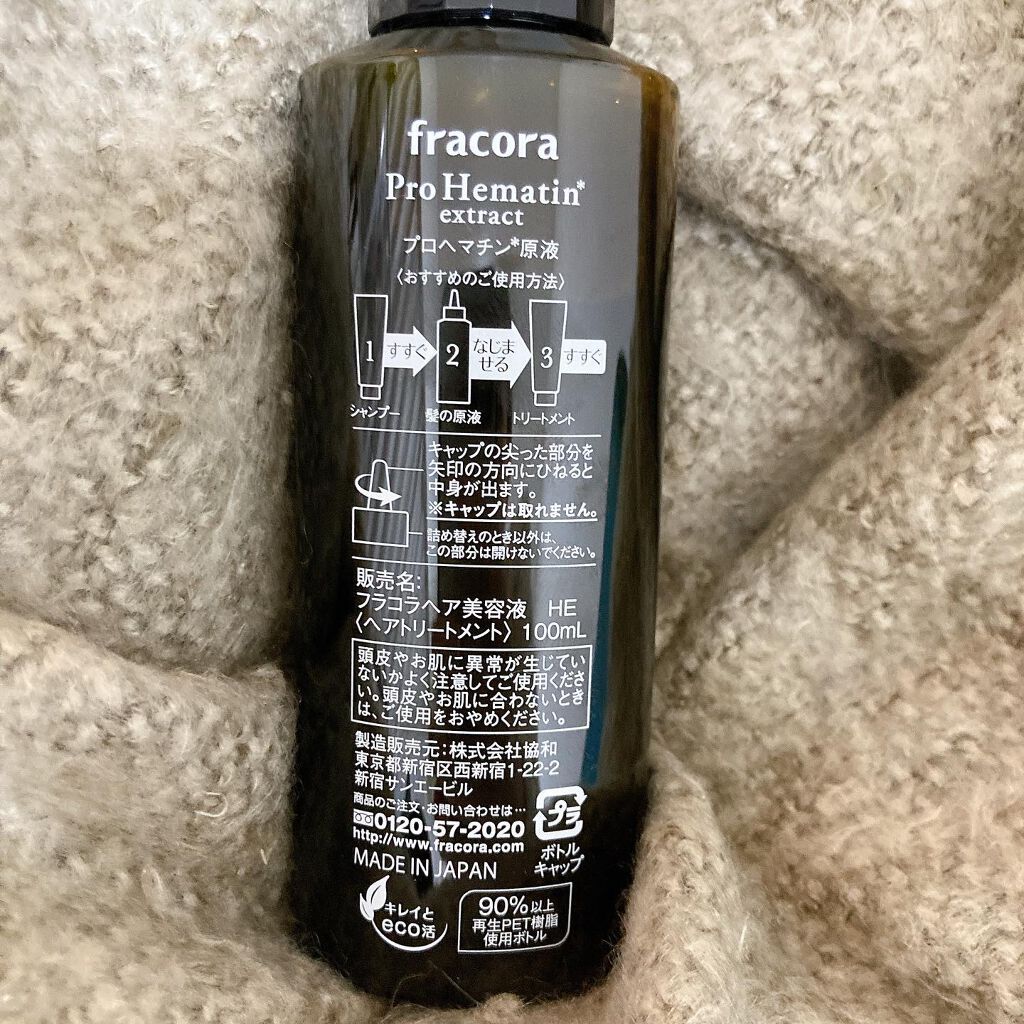 fracora
Pro Hematin*
extract
プロヘマチン*原液
〈おすすめのご使用方法〉
1 すすぐ 2 なじま
せる 3 すすぐ
シャンプー 髪の原液 トリートメント
キャップの尖った部分を
矢印の方向にひねると
中身が出ます。
※キャップは取れません。
詰め替えのとき以外は、
この部分は開けないでください。
販売名:
フラコラヘア美容液 HE
〈ヘアトリートメント〉 100mL
頭皮やお肌に異常が生じてい
ないかよく注意してご使用くださ
い。頭皮やお肌に合わないとき
は、ご使用をおやめください。
製造販売元:株式会社協和
東京都新宿区西新宿1-22-2
新宿サンエービル
商品のご注文・お問い合わせは…
0120-57-2020
http://www.fracora.com
MADE IN JAPAN
プラ
ボトル
キャップ
キレイと
eco活
90%以上
再生PET樹脂
使用ボトル